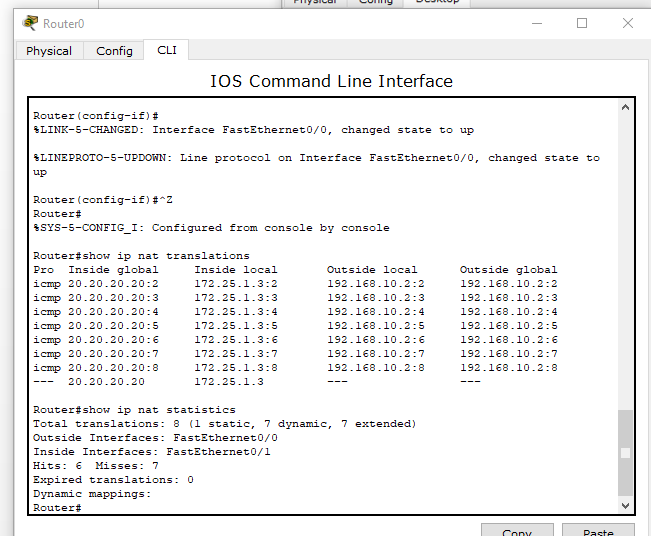 Physical Config Desktop
Router0
Physical Config CLI
IOS Command Line Interface
Router(config-if)#
%LINK-5-CHANGED: Interface FastEthernet0/0, changed state to up
%LINEPROTO-5-UPDOWN: Line protocol on Interface FastEthernet0/0, changed state to
up
Router(config-if)#^Z
Router#
%SYS-5-CONFIG_I: Configured from console by console
Router#show ip nat translations
Pro  Inside global     Inside local       Outside local      Outside global
icmp 20.20.20.20:2     172.25.1.3:2       192.168.10.2:2     192.168.10.2:2
icmp 20.20.20.20:3     172.25.1.3:3       192.168.10.2:3     192.168.10.2:3
icmp 20.20.20.20:4     172.25.1.3:4       192.168.10.2:4     192.168.10.2:4
icmp 20.20.20.20:5     172.25.1.3:5       192.168.10.2:5     192.168.10.2:5
icmp 20.20.20.20:6     172.25.1.3:6       192.168.10.2:6     192.168.10.2:6
icmp 20.20.20.20:7     172.25.1.3:7       192.168.10.2:7     192.168.10.2:7
icmp 20.20.20.20:8     172.25.1.3:8       192.168.10.2:8     192.168.10.2:8
---  20.20.20.20       172.25.1.3         ---                ---
Router#show ip nat statistics
Total translations: 8 (1 static, 7 dynamic, 7 extended)
Outside Interfaces: FastEthernet0/0
Inside Interfaces: FastEthernet0/1
Hits: 6  Misses: 7
Expired translations: 0
Dynamic mappings:
Router#
Copy Paste